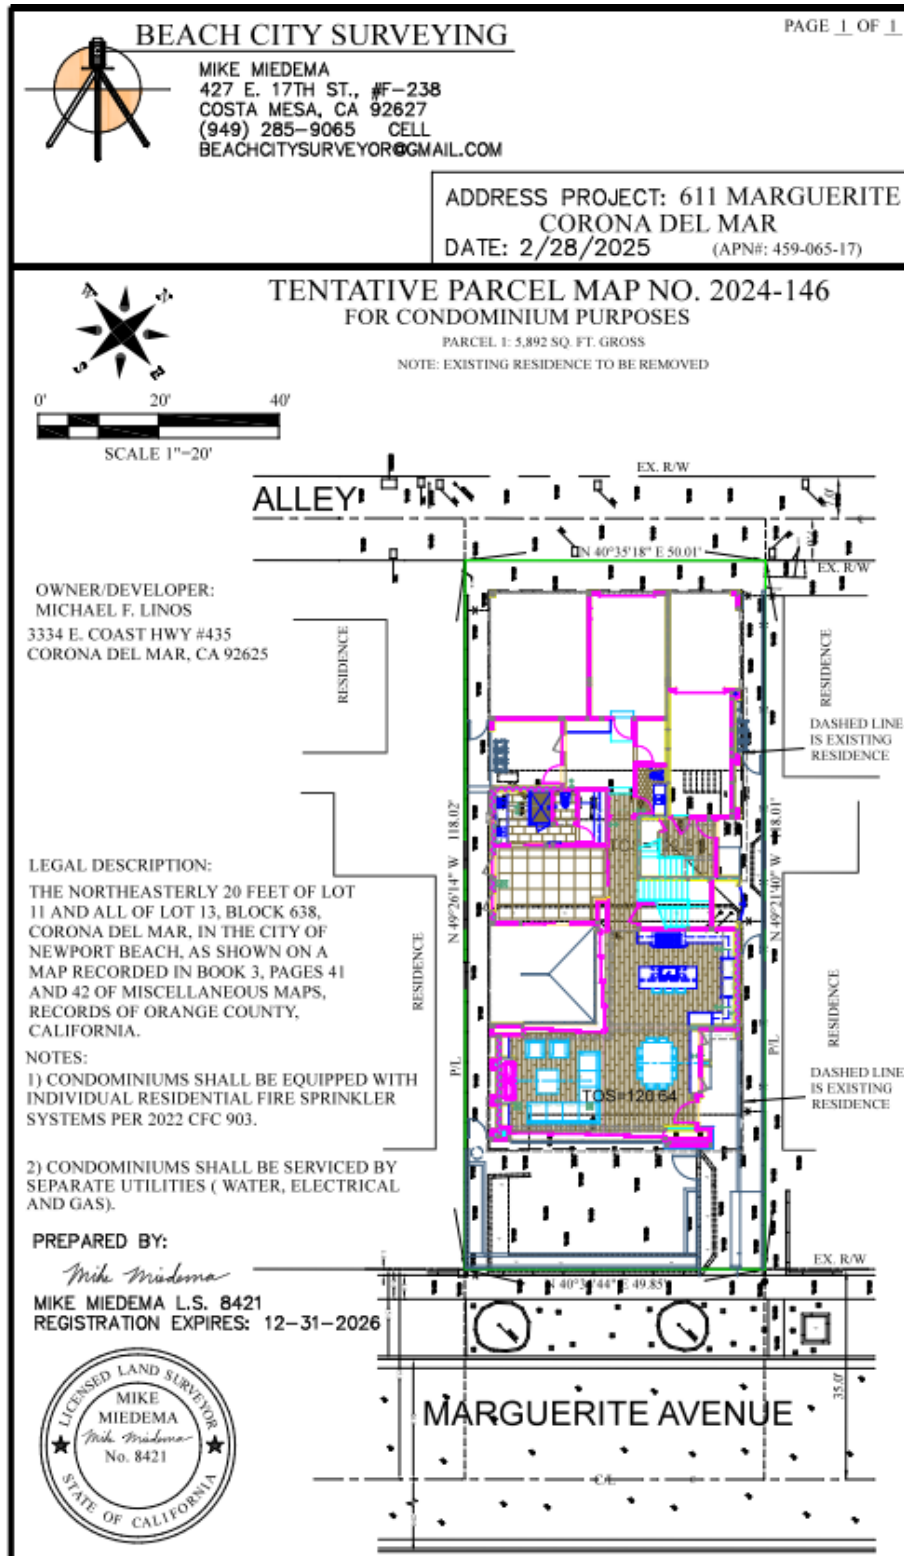 BEACH CITY SURVEYING
PAGE 1 OF 1
MIKE MIEDEMA
427 E. 17TH ST., #F-238
COSTA MESA, CA 92627
(949) 285-9065 CELL
BEACHCITYSURVEYOR@GMAIL.COM
ADDRESS PROJECT: 611 MARGUERITE
CORONA DEL MAR
DATE: 2/28/2025 (APN#: 459-065-17)
TENTATIVE PARCEL MAP NO. 2024-146
FOR CONDOMINIUM PURPOSES
PARCEL 1: 5,892 SQ. FT. GROSS
NOTE: EXISTING RESIDENCE TO BE REMOVED
0' 20' 40'
SCALE 1"=20'
EX. R/W
ALLEY
N 40°35'18" E 50.01'
EX. R/W
OWNER/DEVELOPER:
MICHAEL F. LINOS
3334 E. COAST HWY #435
CORONA DEL MAR, CA 92625
RESIDENCE
RESIDENCE
DASHED LINE
IS EXISTING
RESIDENCE
N 49°26'14" W 118.02'
N 49°21'40" W 118.01'
LEGAL DESCRIPTION:
THE NORTHEASTERLY 20 FEET OF LOT
11 AND ALL OF LOT 13, BLOCK 638,
CORONA DEL MAR, IN THE CITY OF
NEWPORT BEACH, AS SHOWN ON A
MAP RECORDED IN BOOK 3, PAGES 41
AND 42 OF MISCELLANEOUS MAPS,
RECORDS OF ORANGE COUNTY,
CALIFORNIA.
RESIDENCE
RESIDENCE
P/L
P/L
NOTES:
1) CONDOMINIUMS SHALL BE EQUIPPED WITH
INDIVIDUAL RESIDENTIAL FIRE SPRINKLER
SYSTEMS PER 2022 CFC 903.
TOS=120.64
DASHED LINE
IS EXISTING
RESIDENCE
2) CONDOMINIUMS SHALL BE SERVICED BY
SEPARATE UTILITIES ( WATER, ELECTRICAL
AND GAS).
PREPARED BY:
Mike Miedema
MIKE MIEDEMA L.S. 8421
REGISTRATION EXPIRES: 12-31-2026
EX. R/W
E 49.85'
35.0'
MARGUERITE AVENUE
C/L
LICENSED LAND SURVEYOR
MIKE
MIEDEMA
Mike Miedema
No. 8421
STATE OF CALIFORNIA